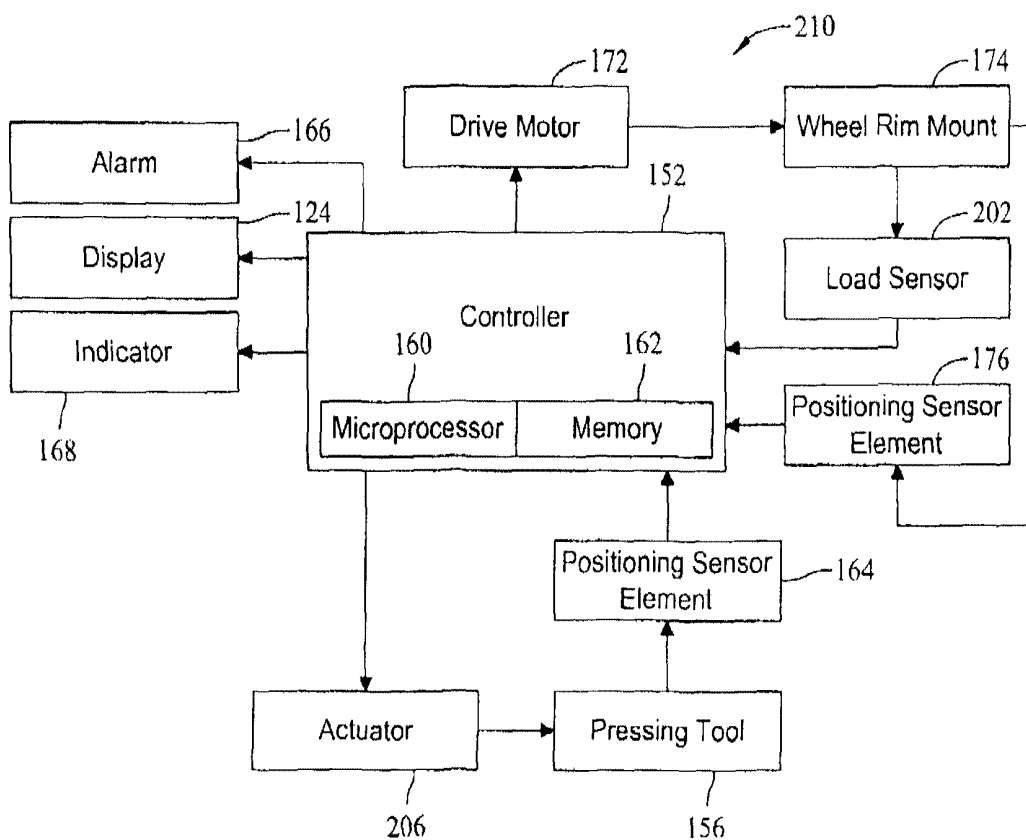 210
172
174
Drive Motor
Wheel Rim Mount
166
Alarm
124
Display
Indicator
168
152
Controller
160
162
Microprocessor
Memory
202
Load Sensor
176
Positioning Sensor
Element
Positioning Sensor
Element
164
Actuator
206
Pressing Tool
156